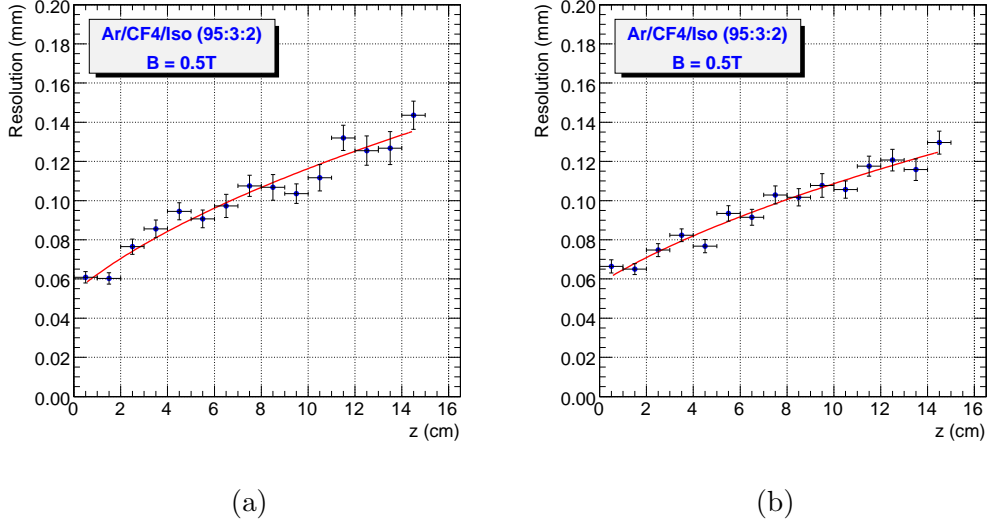 Resolution (mm)
0.20
0.18
0.16
0.14
0.12
0.10
0.08
0.06
0.04
0.02
0.00
Ar/CF4/Iso (95:3:2)
B = 0.5T
0 2 4 6 8 10 12 14 16
z (cm)
(a)
Resolution (mm)
0.20
0.18
0.16
0.14
0.12
0.10
0.08
0.06
0.04
0.02
0.00
Ar/CF4/Iso (95:3:2)
B = 0.5T
0 2 4 6 8 10 12 14 16
z (cm)
(b)